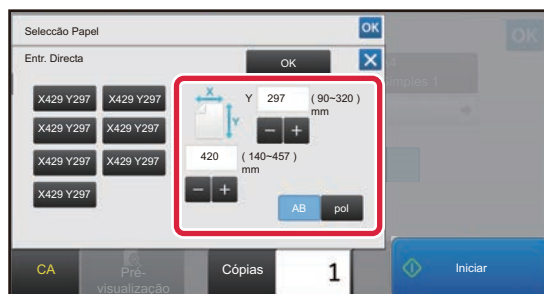 Selecção Papel
OK
OK
Entr. Directa
OK
X429 Y297
X429 Y297
X
Y
Y 297 (90~320) mm
X429 Y297
X429 Y297
420 (140~457) mm
X429 Y297
X429 Y297
X429 Y297
AB
pol
CA
Pré-visualização
Cópias
1
Iniciar